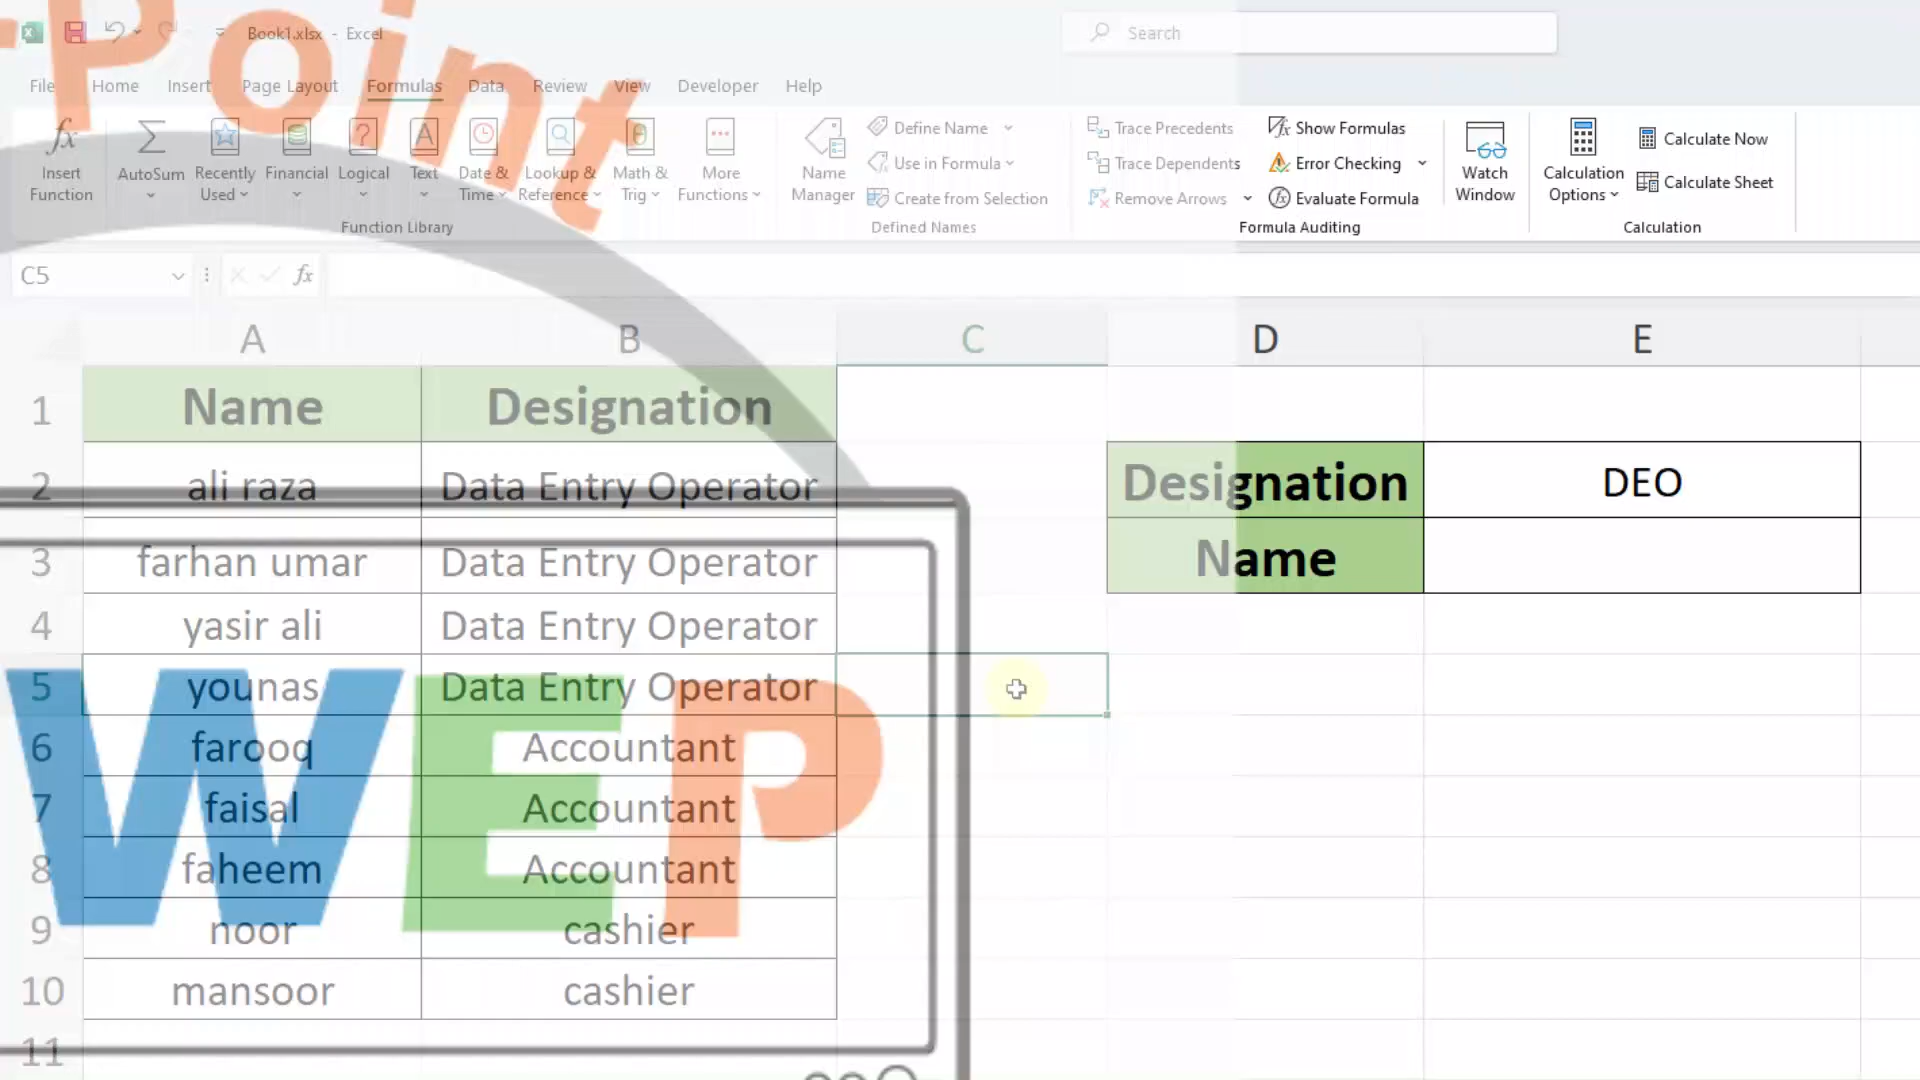 Point
Book1.xlsx - Excel
Search
File Home Insert Page Layout Formulas Data Review View Developer Help
fx
Insert Function
AutoSum
Recently Used
Financial
Logical
Text
Date & Time
Lookup & Reference
Math & Trig
More Functions
Function Library
Name Manager
Define Name
Use in Formula
Create from Selection
Defined Names
Trace Precedents
Trace Dependents
Remove Arrows
Show Formulas
Error Checking
Evaluate Formula
Formula Auditing
Watch Window
Calculation Options
Calculate Now
Calculate Sheet
Calculation
C5 fx
A B C D E
1 Name Designation
2 ali raza Data Entry Operator Designation DEO
3 farhan umar Data Entry Operator Name
4 yasir ali Data Entry Operator
5 younas Data Entry Operator
6 farooq Accountant
7 faisal Accountant
8 faheem Accountant
9 noor cashier
10 mansoor cashier
11
WEP